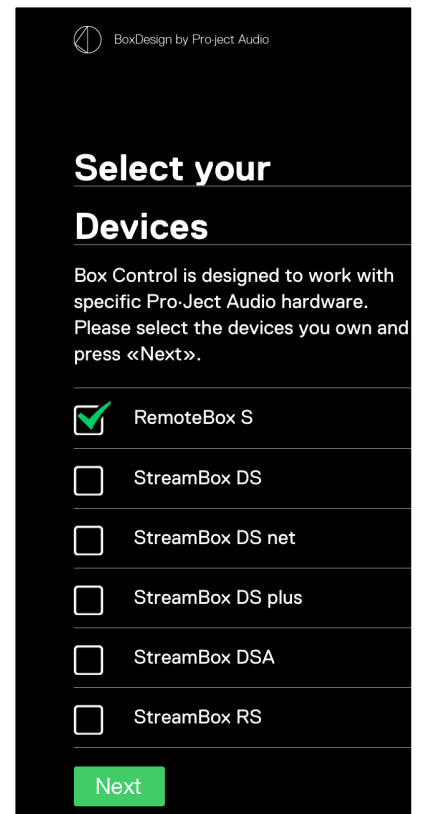 BoxDesign by Pro-ject Audio
Select your
Devices
Box Control is designed to work with
specific Pro·Ject Audio hardware.
Please select the devices you own and
press «Next».
RemoteBox S
StreamBox DS
StreamBox DS net
StreamBox DS plus
StreamBox DSA
StreamBox RS
Next